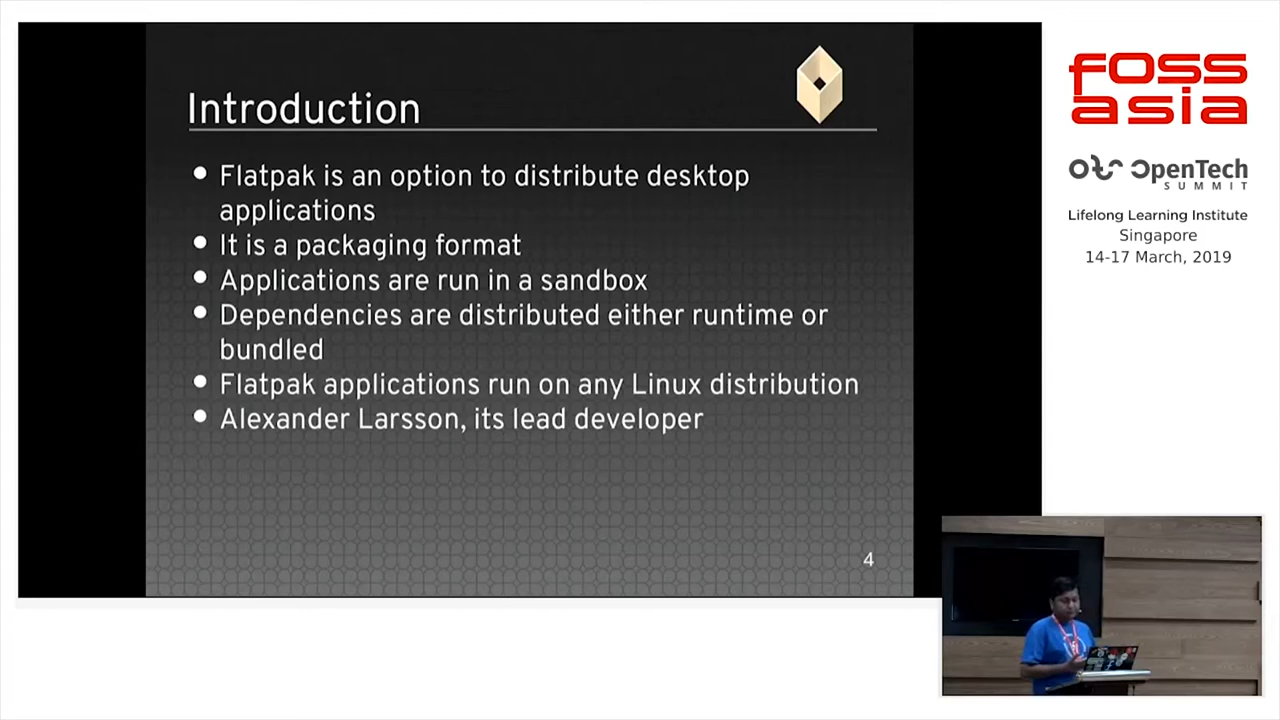 Introduction
• Flatpak is an option to distribute desktop
applications
• It is a packaging format
• Applications are run in a sandbox
• Dependencies are distributed either runtime or
bundled
• Flatpak applications run on any Linux distribution
• Alexander Larsson, its lead developer
4
fOSS
asia
OpenTech
SUMMIT
Lifelong Learning Institute
Singapore
14-17 March, 2019